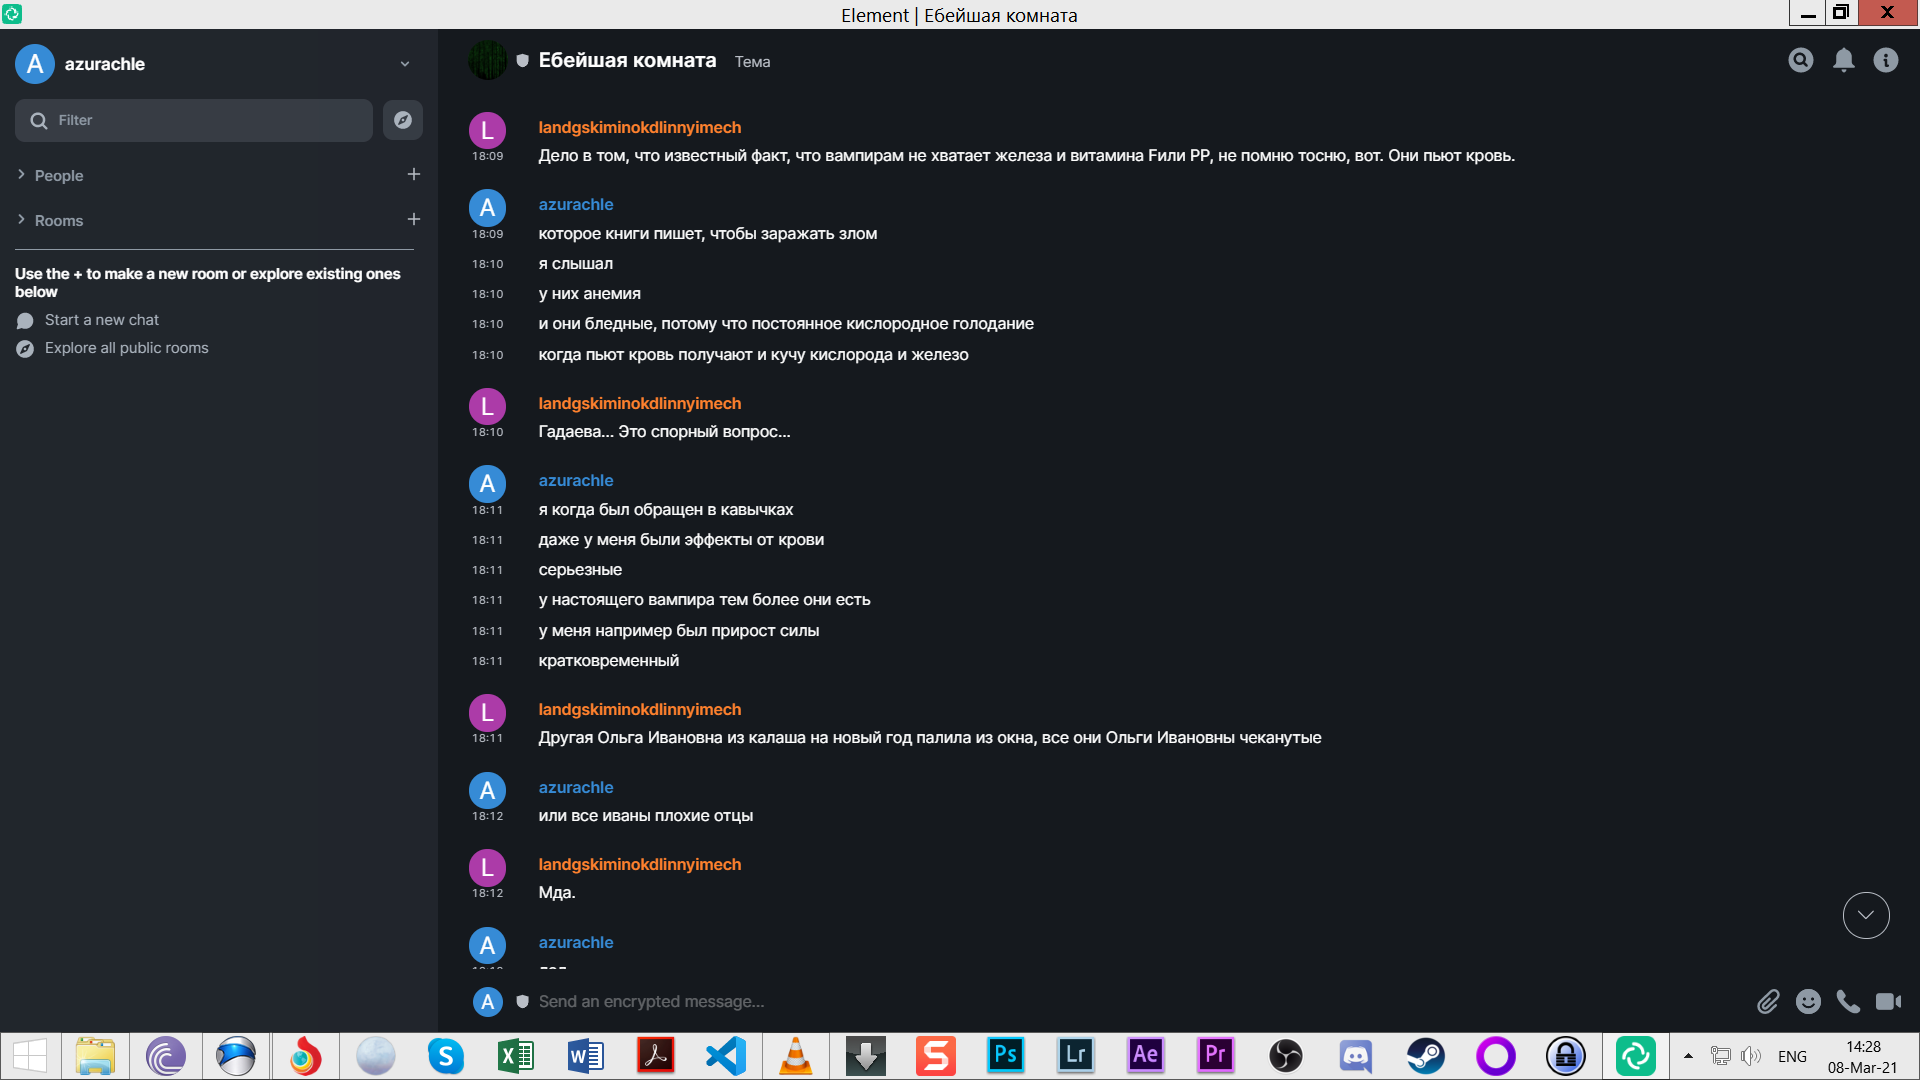 Element | Ебейшая комната
A
azurachle
Filter
People
Rooms
Use the + to make a new room or explore existing ones
below
Start a new chat
Explore all public rooms
Ебейшая комната Тема
L
landgskiminokdlinnyimech
18:09 Дело в том, что известный факт, что вампирам не хватает железа и витамина Fили PP, не помню тосню, вот. Они пьют кровь.
A
azurachle
18:09 которое книги пишет, чтобы заражать злом
18:10 я слышал
18:10 у них анемия
18:10 и они бледные, потому что постоянное кислородное голодание
18:10 когда пьют кровь получают и кучу кислорода и железо
L
landgskiminokdlinnyimech
18:10 Гадаева... Это спорный вопрос...
A
azurachle
18:11 я когда был обращен в кавычках
18:11 даже у меня были эффекты от крови
18:11 серьезные
18:11 у настоящего вампира тем более они есть
18:11 у меня например был прирост силы
18:11 кратковременный
L
landgskiminokdlinnyimech
18:11 Другая Ольга Ивановна из калаша на новый год палила из окна, все они Ольги Ивановны чеканутые
A
azurachle
18:12 или все иваны плохие отцы
L
landgskiminokdlinnyimech
18:12 Мда.
A
azurachle
A
Send an encrypted message...
S
X
W
S
Ps
Lr
Ae
Pr
ENG
14:28
08-Mar-21